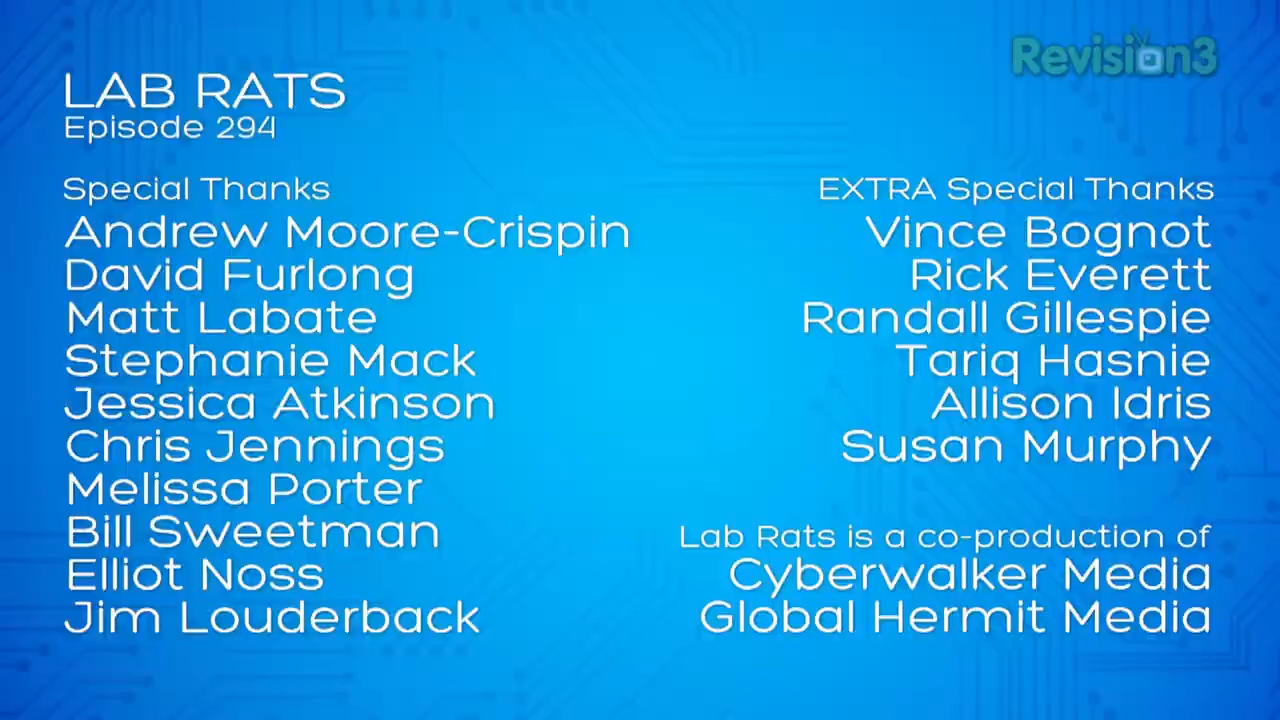 LAB RATS
Episode 294
Revision3
Special Thanks
Andrew Moore-Crispin
David Furlong
Matt Labate
Stephanie Mack
Jessica Atkinson
Chris Jennings
Melissa Porter
Bill Sweetman
Elliot Noss
Jim Louderback
EXTRA Special Thanks
Vince Bognot
Rick Everett
Randall Gillespie
Tariq Hasnie
Allison Idris
Susan Murphy
Lab Rats is a co-production of
Cyberwalker Media
Global Hermit Media